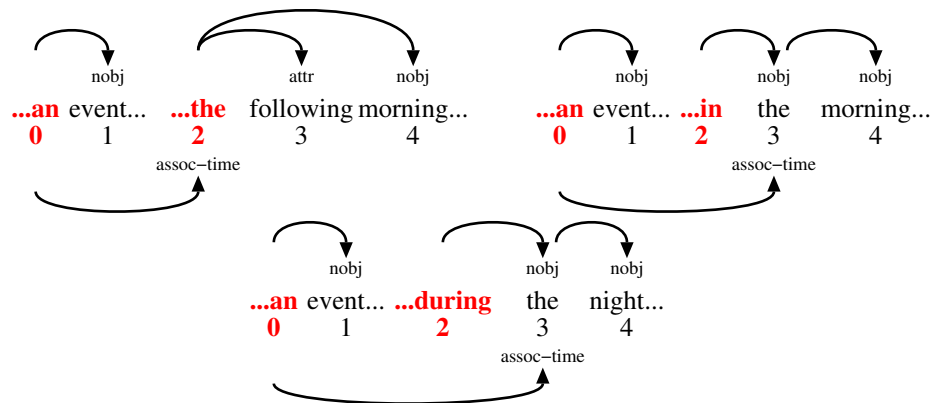 nobj attr nobj
...an event... ...the following morning...
0 1 2 3 4
assoc−time
nobj nobj nobj
...an event... ...in the morning...
0 1 2 3 4
assoc−time
nobj nobj nobj
...an event... ...during the night...
0 1 2 3 4
assoc−time